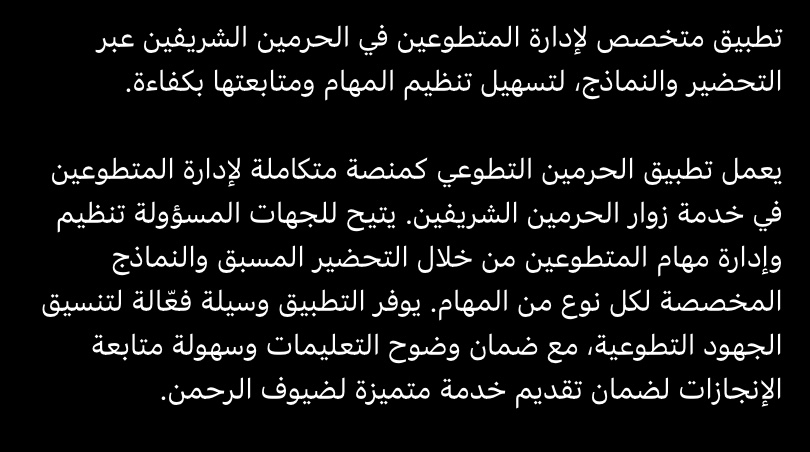 تطبيق متخصص لإدارة المتطوعين في الحرمين الشريفين عبر
التحضير والنماذج، لتسهيل تنظيم المهام ومتابعتها بكفاءة.
يعمل تطبيق الحرمين التطوعي كمنصة متكاملة لإدارة المتطوعين
في خدمة زوار الحرمين الشريفين. يتيح للجهات المسؤولة تنظيم
وإدارة مهام المتطوعين من خلال التحضير المسبق والنماذج
المخصصة لكل نوع من المهام. يوفر التطبيق وسيلة فعّالة لتنسيق
الجهود التطوعية، مع ضمان وضوح التعليمات وسهولة متابعة
الإنجازات لضمان تقديم خدمة متميزة لضيوف الرحمن.